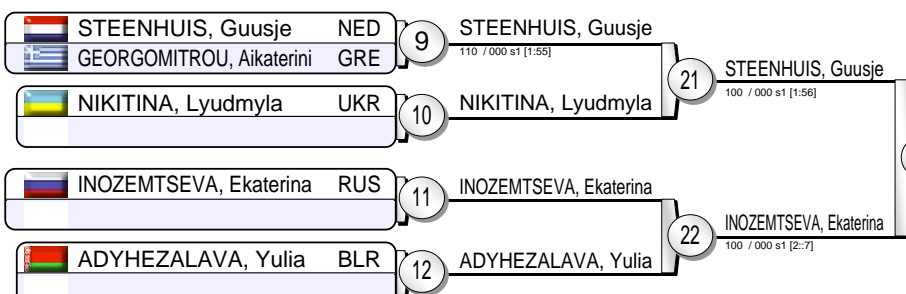 STEENHUIS, Guusje NED
GEORGOMITROU, Aikaterini GRE
9
STEENHUIS, Guusje
110 / 000 s1 [1:55]
NIKITINA, Lyudmyla UKR
10
NIKITINA, Lyudmyla
21
STEENHUIS, Guusje
100 / 000 s1 [1:56]
INOZEMTSEVA, Ekaterina RUS
11
INOZEMTSEVA, Ekaterina
ADYHEZALAVA, Yulia BLR
12
ADYHEZALAVA, Yulia
22
INOZEMTSEVA, Ekaterina
100 / 000 s1 [2::7]